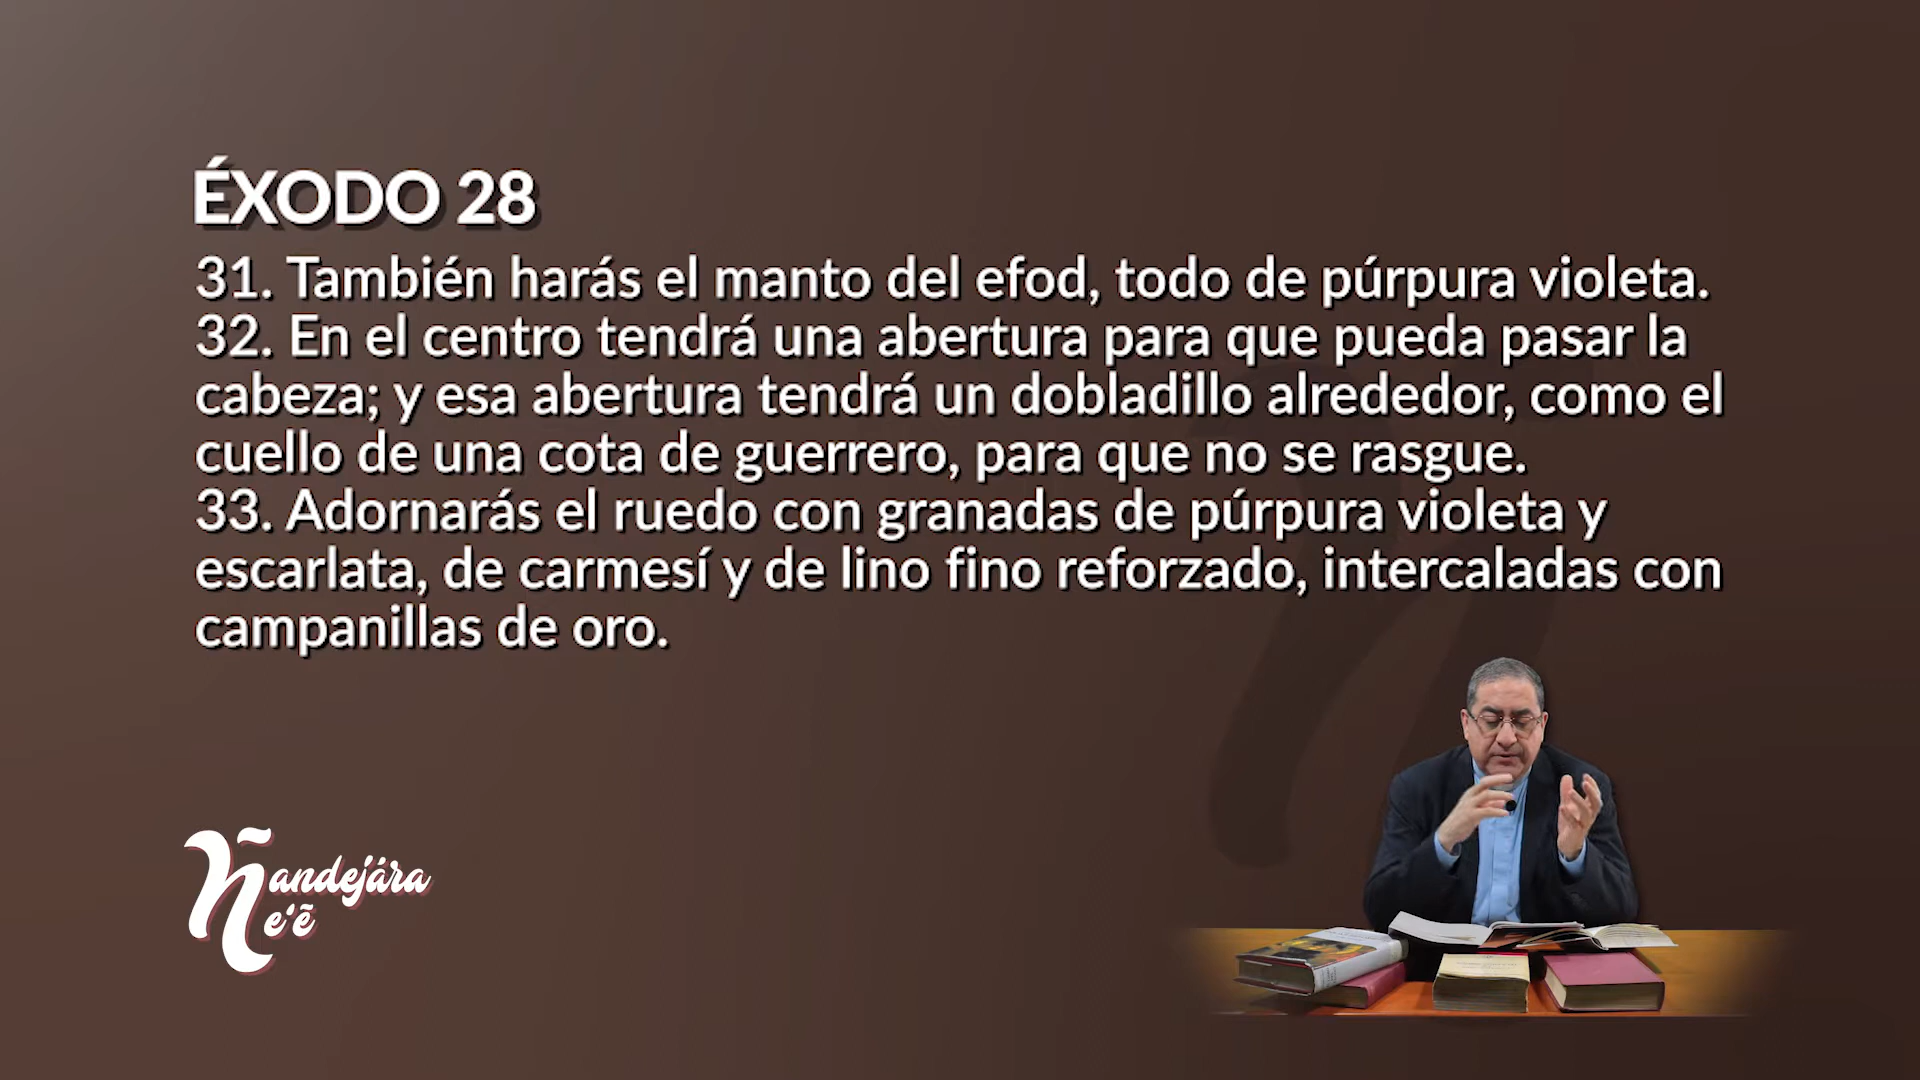 ÉXODO 28
31. También harás el manto del efod, todo de púrpura violeta.
32. En el centro tendrá una abertura para que pueda pasar la
cabeza; y esa abertura tendrá un dobladillo alrededor, como el
cuello de una cota de guerrero, para que no se rasgue.
33. Adornarás el ruedo con granadas de púrpura violeta y
escarlata, de carmesí y de lino fino reforzado, intercaladas con
campanillas de oro.
Ñandejára
Ñe'ẽ